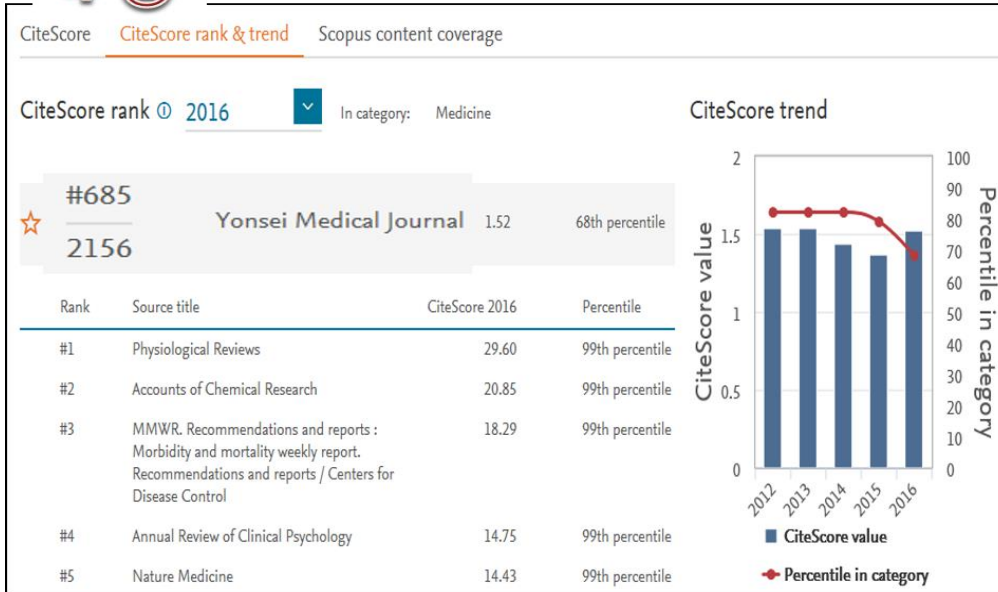 CiteScore CiteScore rank & trend Scopus content coverage
CiteScore rank 2016 In category: Medicine
#685
2156
Yonsei Medical Journal 1.52 68th percentile
Rank Source title CiteScore 2016 Percentile
#1 Physiological Reviews 29.60 99th percentile
#2 Accounts of Chemical Research 20.85 99th percentile
#3 MMWR. Recommendations and reports : 18.29 99th percentile
Morbidity and mortality weekly report.
Recommendations and reports / Centers for
Disease Control
#4 Annual Review of Clinical Psychology 14.75 99th percentile
#5 Nature Medicine 14.43 99th percentile
CiteScore trend
CiteScore value
2
1.5
1
0.5
0
100
90
80
70
60
50
40
30
20
10
0
Percentile in category
2012 2013 2014 2015 2016
CiteScore value
Percentile in category